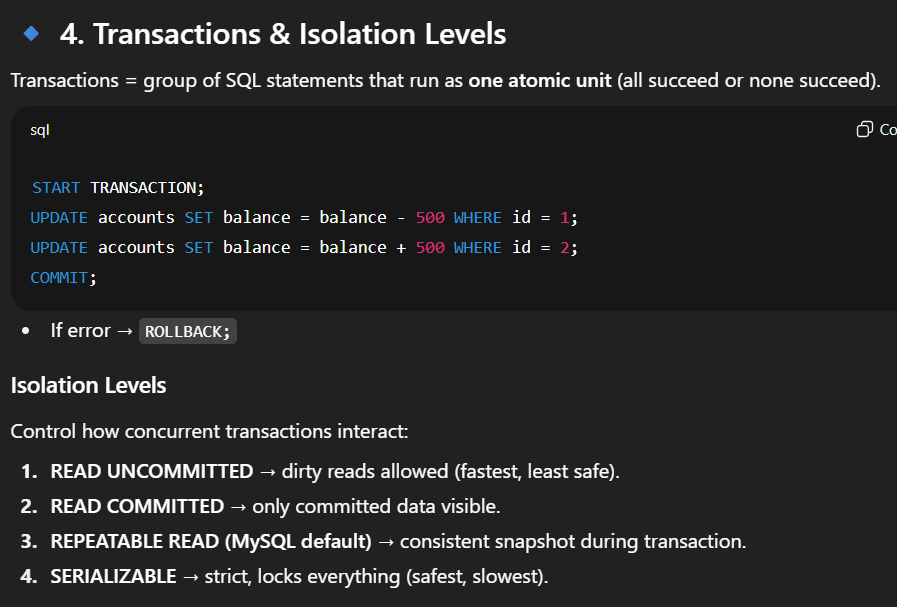 4. Transactions & Isolation Levels
Transactions = group of SQL statements that run as one atomic unit (all succeed or none succeed).
sql
Co
START TRANSACTION;
UPDATE accounts SET balance = balance - 500 WHERE id = 1;
UPDATE accounts SET balance = balance + 500 WHERE id = 2;
COMMIT;
• If error → ROLLBACK;
Isolation Levels
Control how concurrent transactions interact:
1. READ UNCOMMITTED → dirty reads allowed (fastest, least safe).
2. READ COMMITTED → only committed data visible.
3. REPEATABLE READ (MySQL default) → consistent snapshot during transaction.
4. SERIALIZABLE → strict, locks everything (safest, slowest).